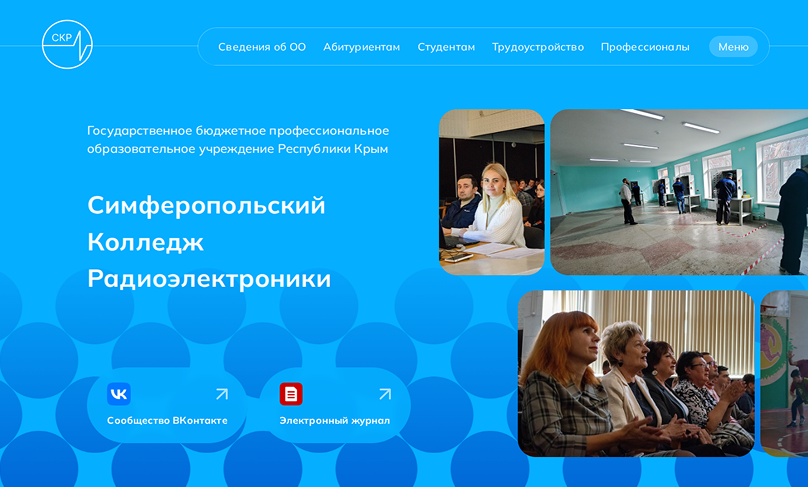 СКР
Сведения об ОО
Абитуриентам
Студентам
Трудоустройство
Профессионалы
Меню
Государственное бюджетное профессиональное
образовательное учреждение Республики Крым
Симферопольский
Колледж
Радиоэлектроники
Сообщество ВКонтакте
Электронный журнал